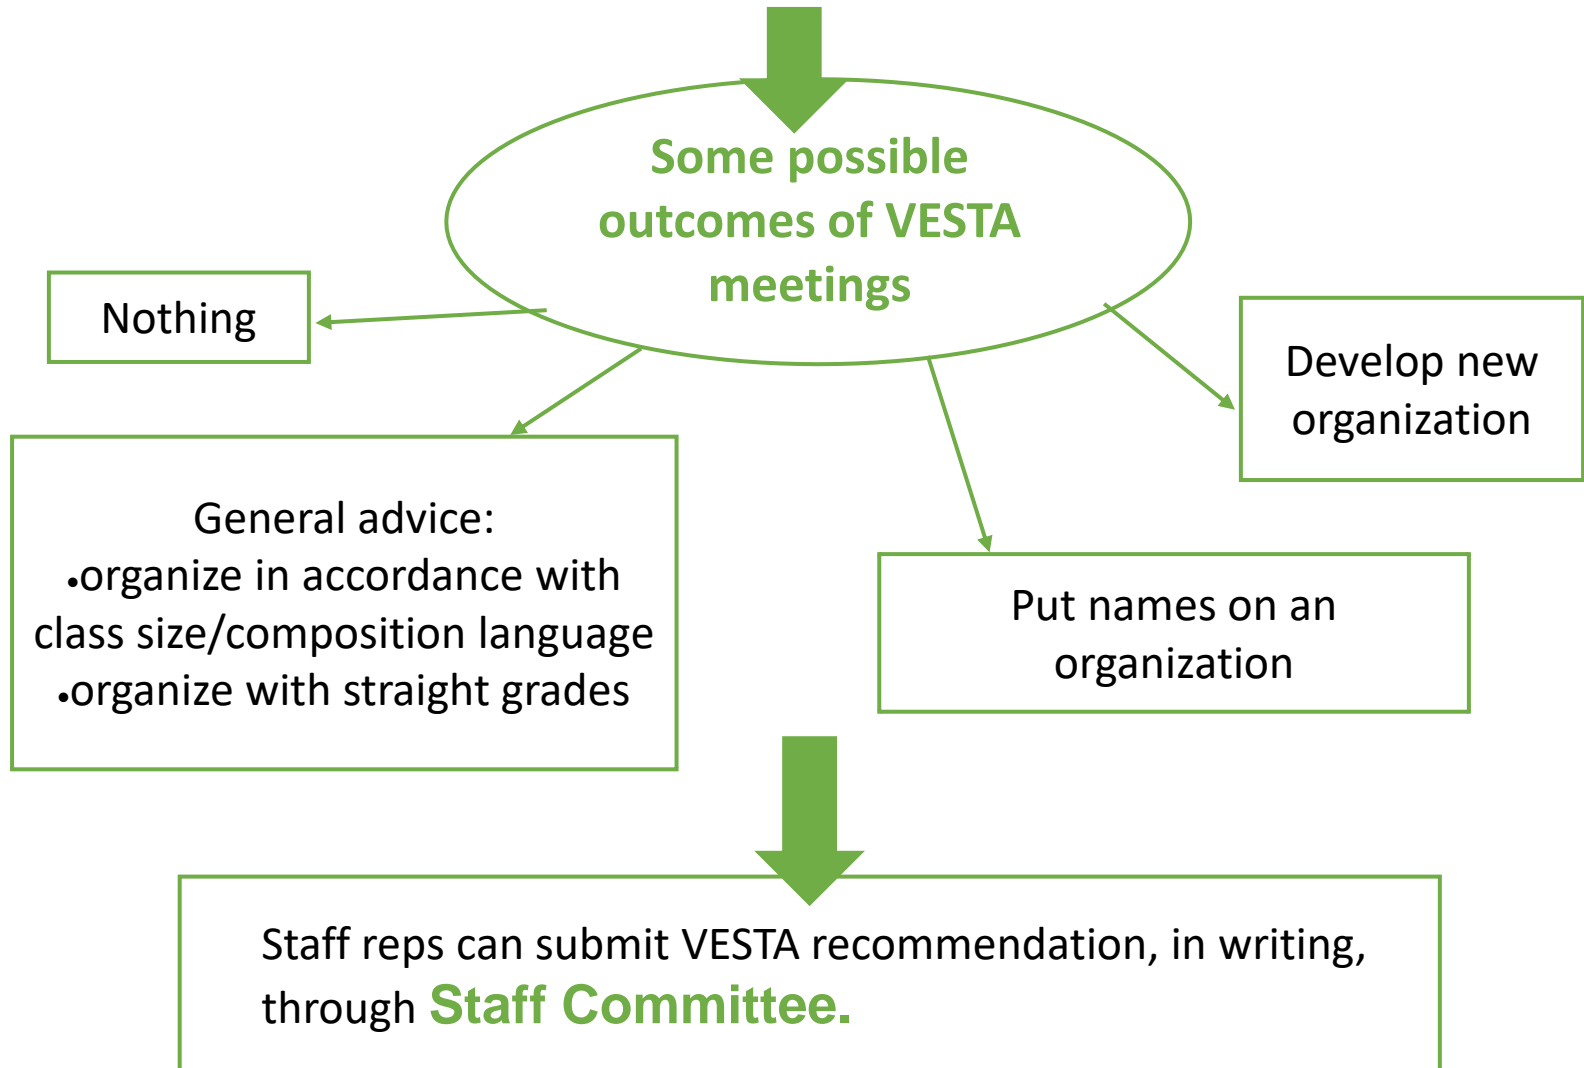 Some possible
outcomes of VESTA
meetings
Nothing
Develop new
organization
General advice:
•organize in accordance with
class size/composition language
•organize with straight grades
Put names on an
organization
Staff reps can submit VESTA recommendation, in writing,
through Staff Committee.